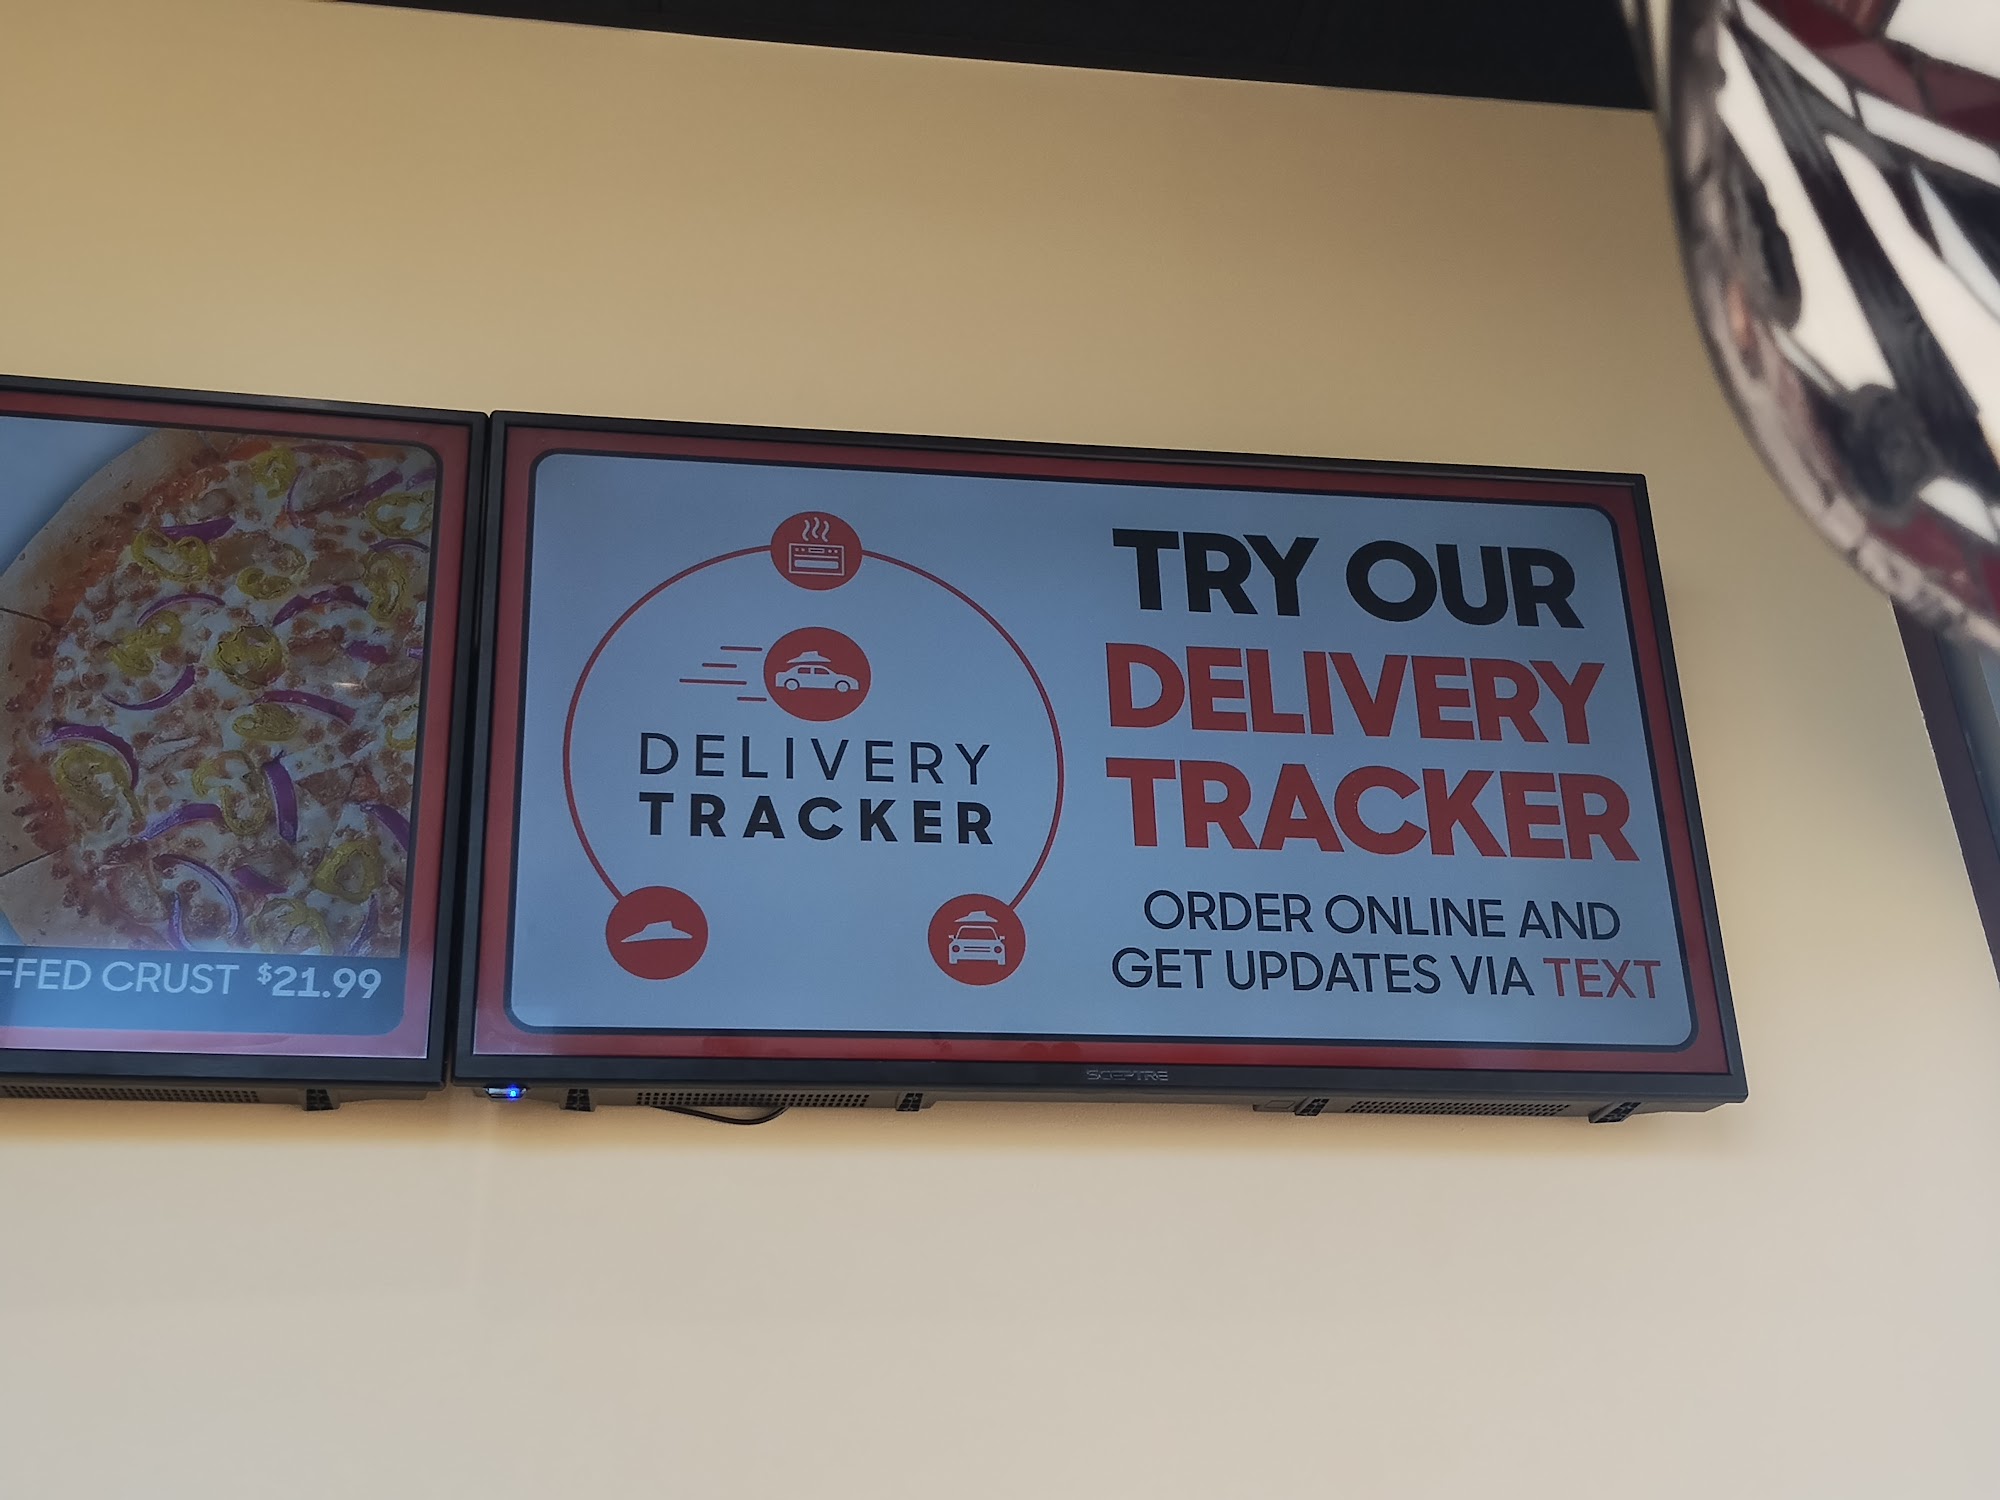 FFED CRUST $21.99
DELIVERY
TRACKER
TRY OUR
DELIVERY
TRACKER
ORDER ONLINE AND
GET UPDATES VIA TEXT
SCEPTRE